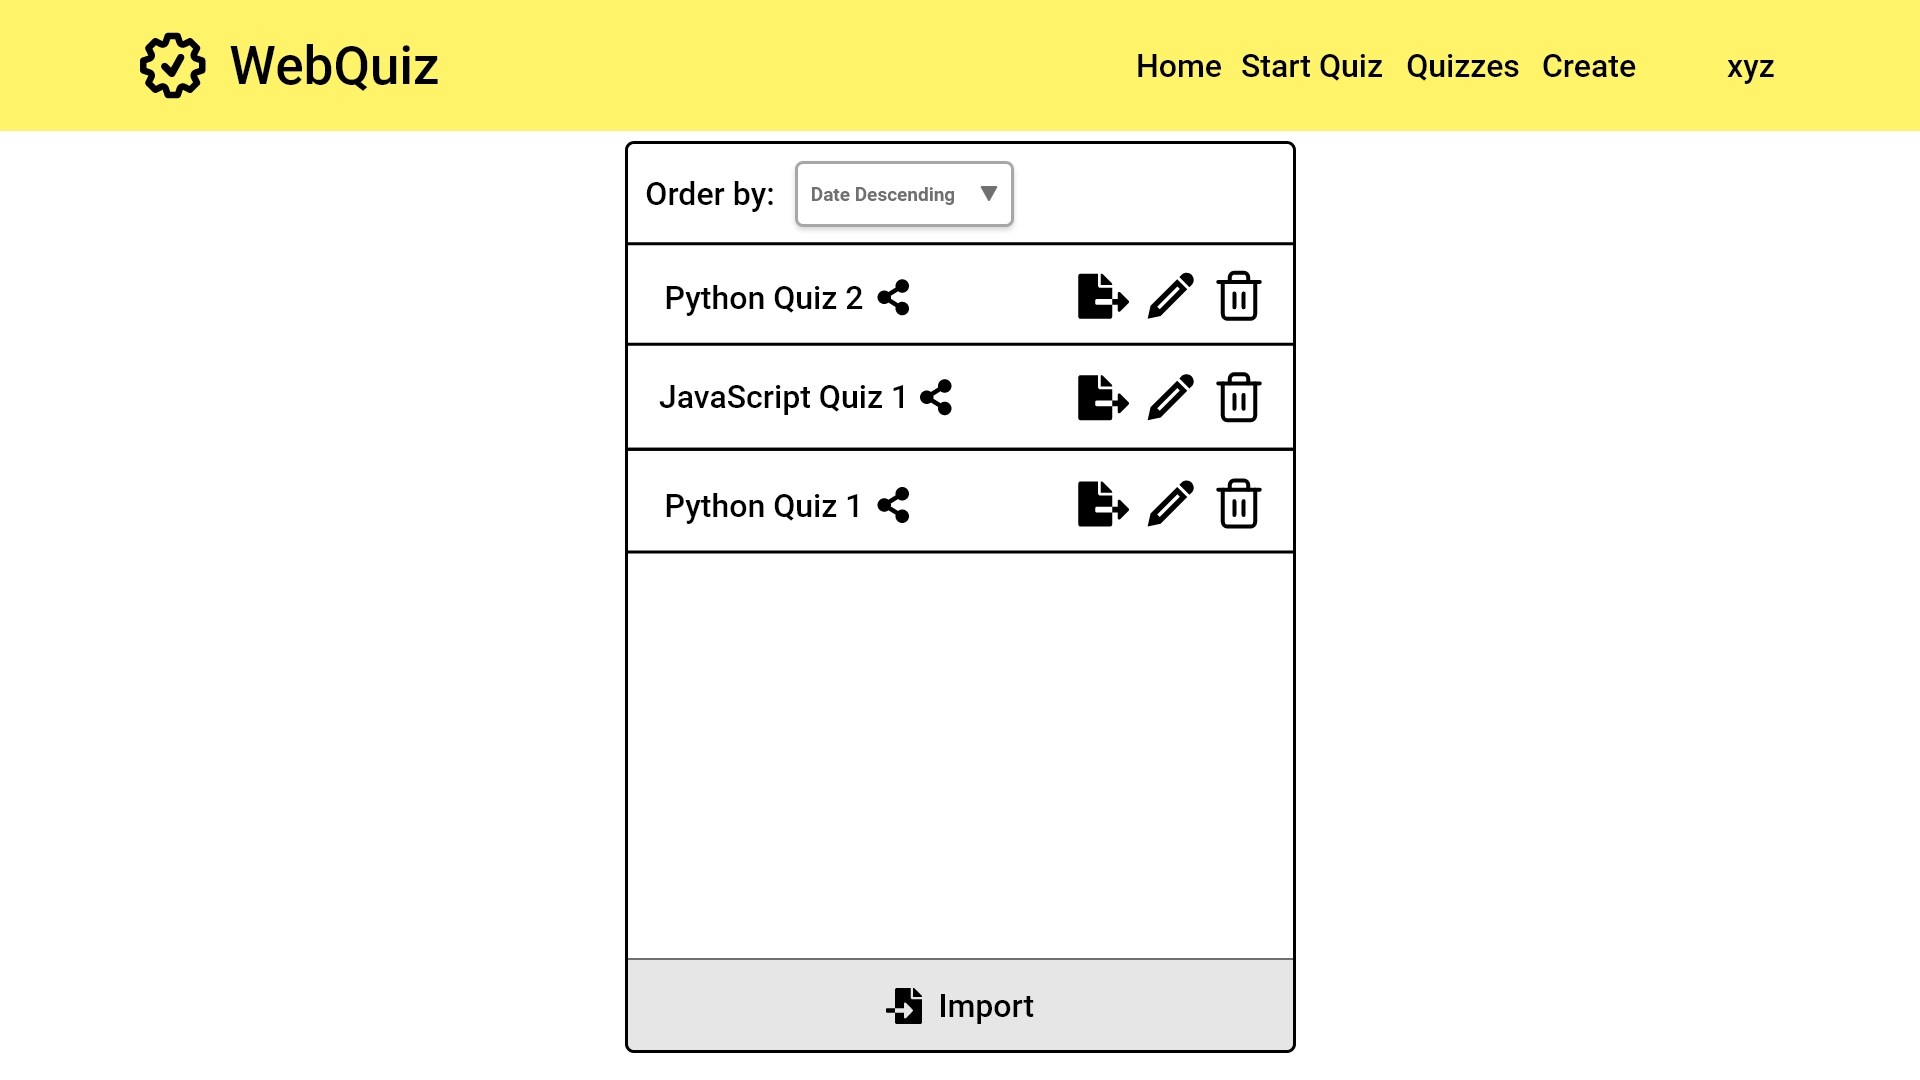 WebQuiz
Home Start Quiz Quizzes Create xyz
Order by: Date Descending
Python Quiz 2
JavaScript Quiz 1
Python Quiz 1
Import